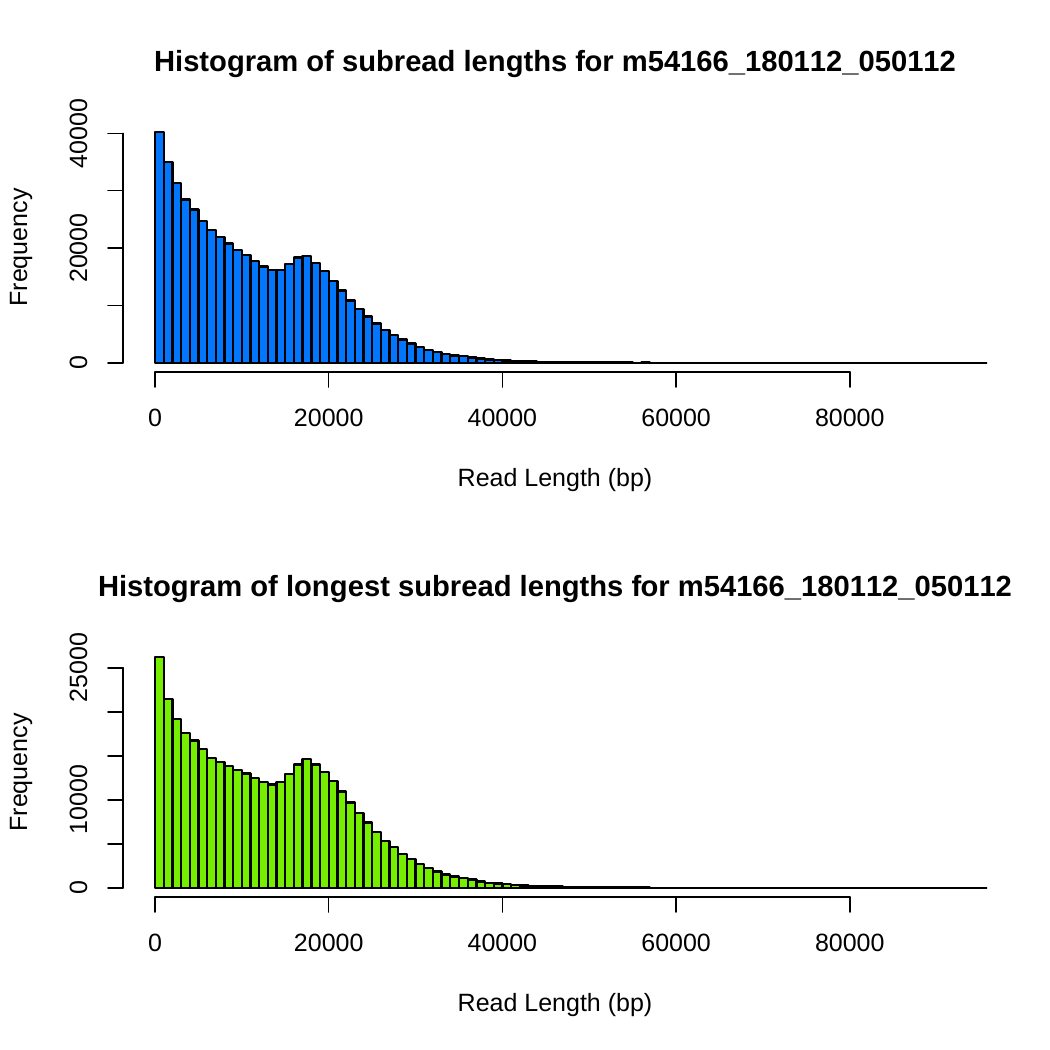 Histogram of subread lengths for m54166_180112_050112
Frequency
40000
20000
0
0 20000 40000 60000 80000
Read Length (bp)
Histogram of longest subread lengths for m54166_180112_050112
Frequency
25000
10000
0
0 20000 40000 60000 80000
Read Length (bp)